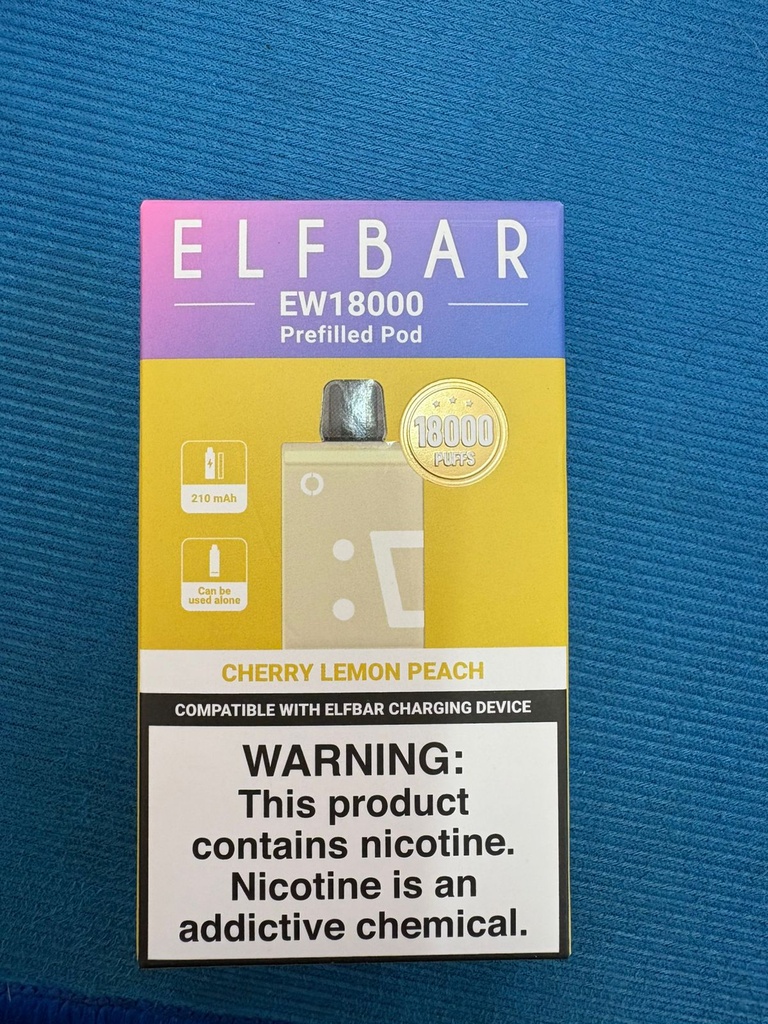 ELFBAR
EW18000
Prefilled Pod
18000
PUFFS
210 mAh
Can be
used alone
CHERRY LEMON PEACH
COMPATIBLE WITH ELFBAR CHARGING DEVICE
WARNING:
This product
contains nicotine.
Nicotine is an
addictive chemical.